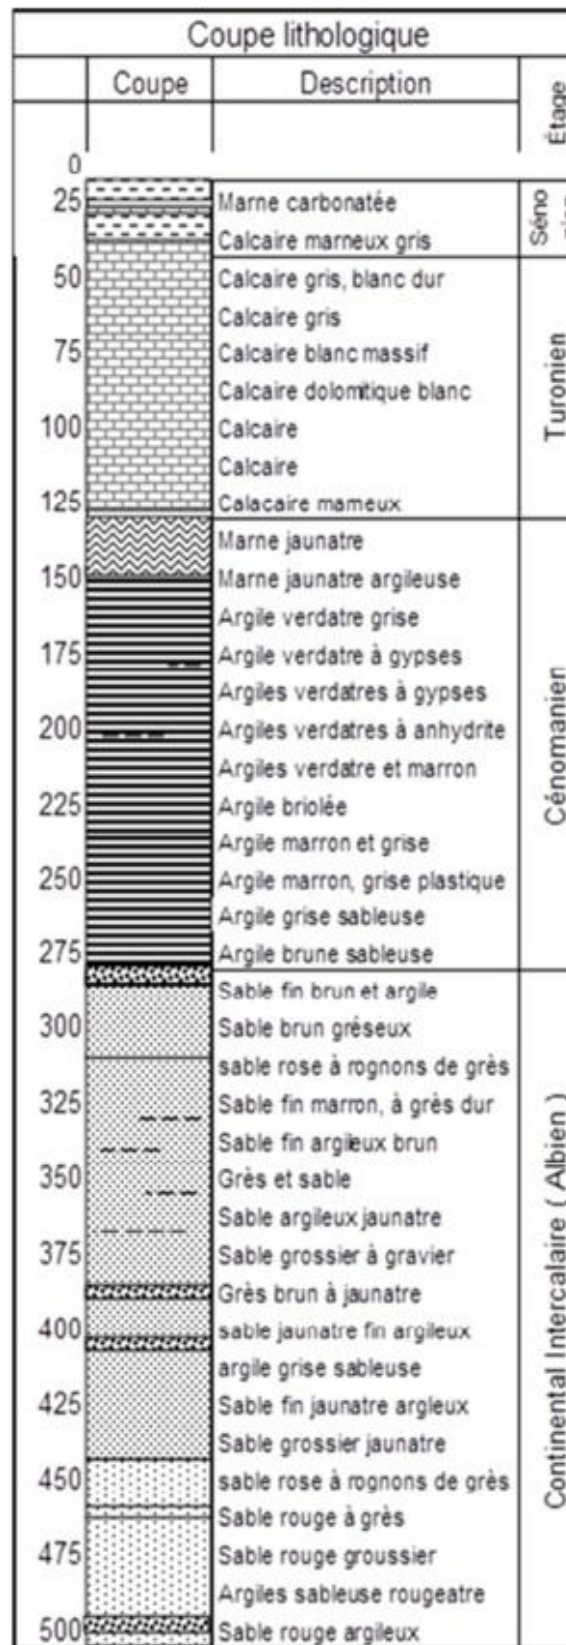 Coupe lithologique
Coupe Description Étage
0
25 Marne carbonatée Séno
Calcaire marneux gris
50 Calcaire gris, blanc dur
Calcaire gris
75 Calcaire blanc massif Turonien
Calcaire dolomitique blanc
100 Calcaire
Calcaire
125 Calacaire marneux
Marne jaunatre
150 Marne jaunatre argileuse
Argile verdatre grise
175 Argile verdatre à gypses
Argiles verdatres à gypses
200 Argiles verdatres à anhydrite
Argiles verdatre et marron Cénomanien
225 Argile briolée
Argile marron et grise
250 Argile marron, grise plastique
Argile grise sableuse
275 Argile brune sableuse
Sable fin brun et argile
300 Sable brun gréseux
sable rose à rognons de grès
325 Sable fin marron, à grès dur
Sable fin argileux brun
350 Grès et sable
Sable argileux jaunatre
375 Sable grossier à gravier
Grès brun à jaunatre Continental Intercalaire ( Albien )
400 sable jaunatre fin argileux
argile grise sableuse
425 Sable fin jaunatre argleux
Sable grossier jaunatre
450 sable rose à rognons de grès
Sable rouge à grès
475 Sable rouge groussier
Argiles sableuse rougeatre
500 Sable rouge argileux